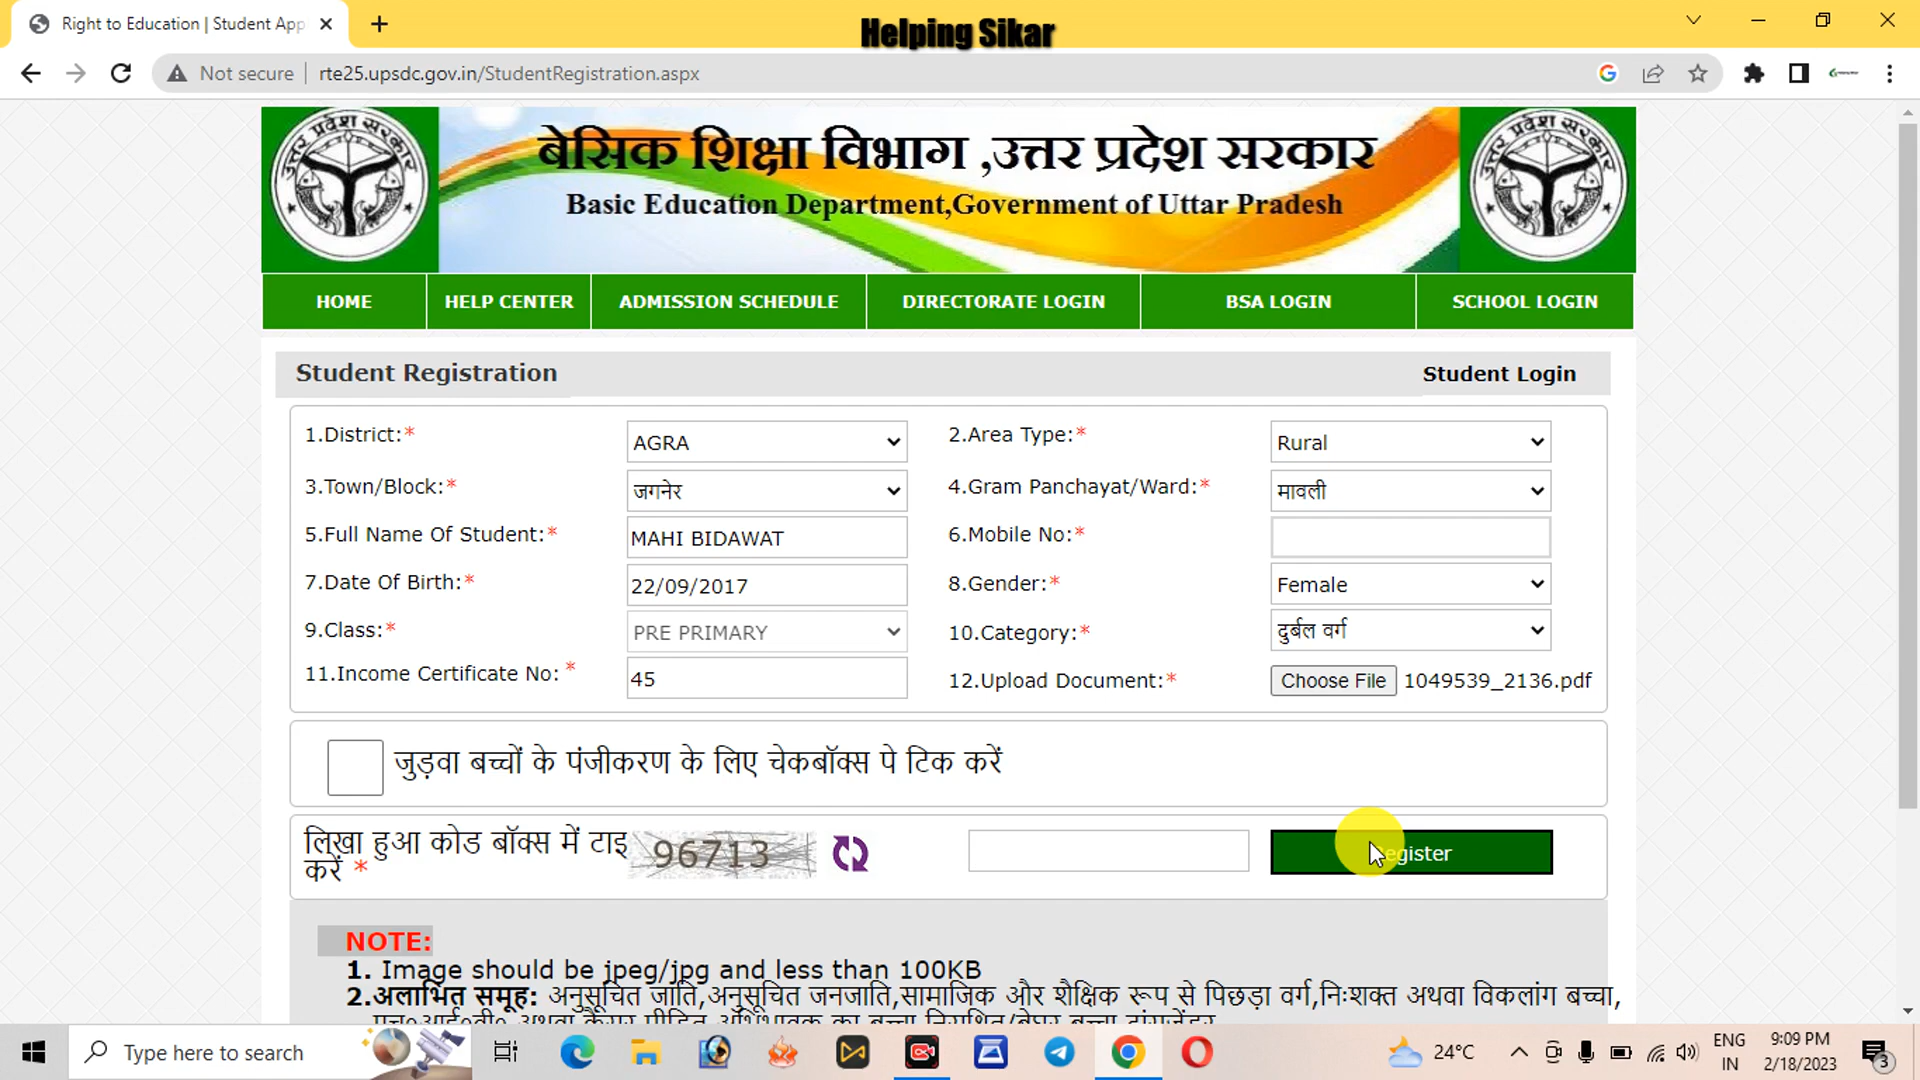 Right to Education | Student App
Helping Sikar
Not secure
rte25.upsdc.gov.in/StudentRegistration.aspx
बेसिक शिक्षा विभाग ,उत्तर प्रदेश सरकार
Basic Education Department,Government of Uttar Pradesh
HOME
HELP CENTER
ADMISSION SCHEDULE
DIRECTORATE LOGIN
BSA LOGIN
SCHOOL LOGIN
Student Registration
Student Login
1.District:*
AGRA
2.Area Type:*
Rural
3.Town/Block:*
जगनेर
4.Gram Panchayat/Ward:*
मावली
5.Full Name Of Student:*
MAHI BIDAWAT
6.Mobile No:*
7.Date Of Birth:*
22/09/2017
8.Gender:*
Female
9.Class:*
PRE PRIMARY
10.Category:*
दुर्बल वर्ग
11.Income Certificate No: *
45
12.Upload Document:*
Choose File 1049539_2136.pdf
जुड़वा बच्चों के पंजीकरण के लिए चेकबॉक्स पे टिक करें
लिखा हुआ कोड बॉक्स में टाइ
करें *
96713
Register
NOTE:
1. Image should be jpeg/jpg and less than 100KB
2.अलाभित समूह: अनुसूचित जाति,अनुसूचित जनजाति,सामाजिक और शैक्षिक रूप से पिछड़ा वर्ग,निःशक्त अथवा विकलांग बच्चा,
Type here to search
24°C
ENG
IN
9:09 PM
2/18/2023
3